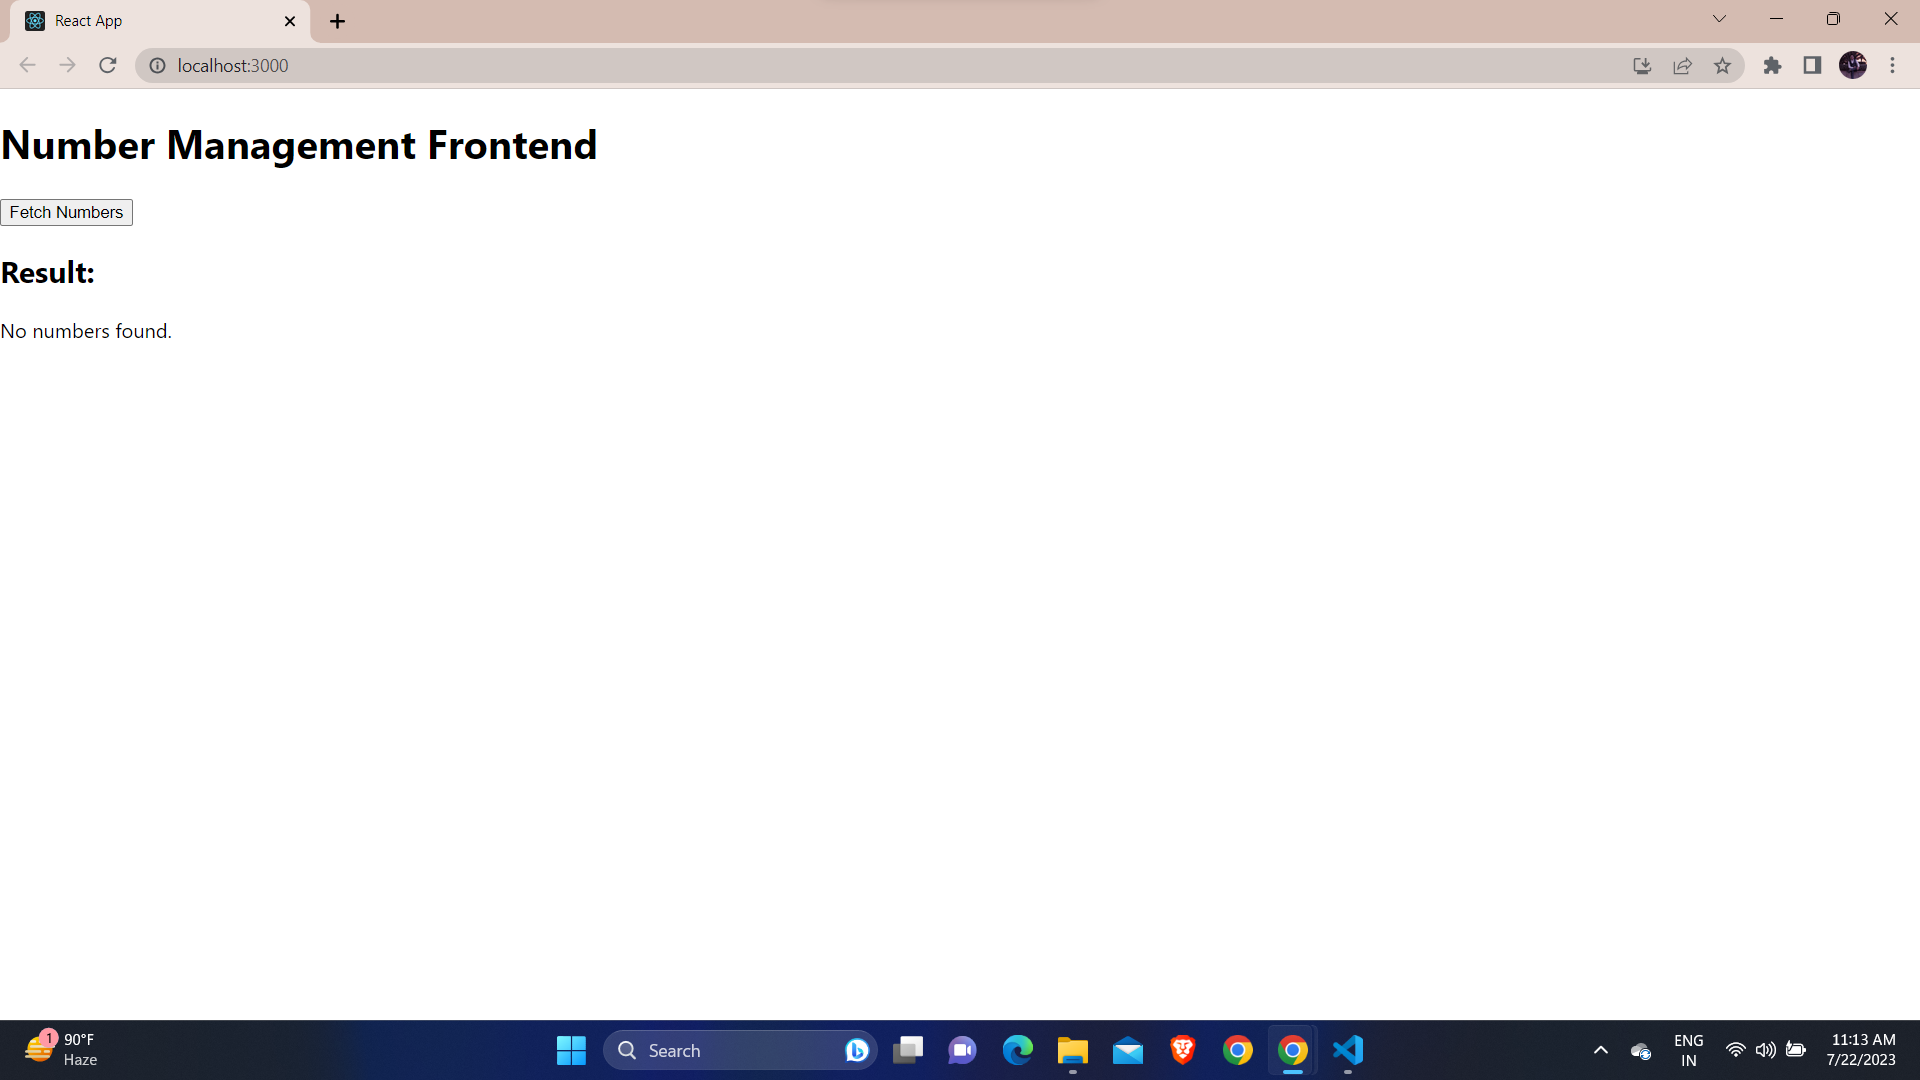 React App
localhost:3000
Number Management Frontend
Fetch Numbers
Result:
No numbers found.
1
90°F
Haze
Search
ENG
IN
11:13 AM
7/22/2023